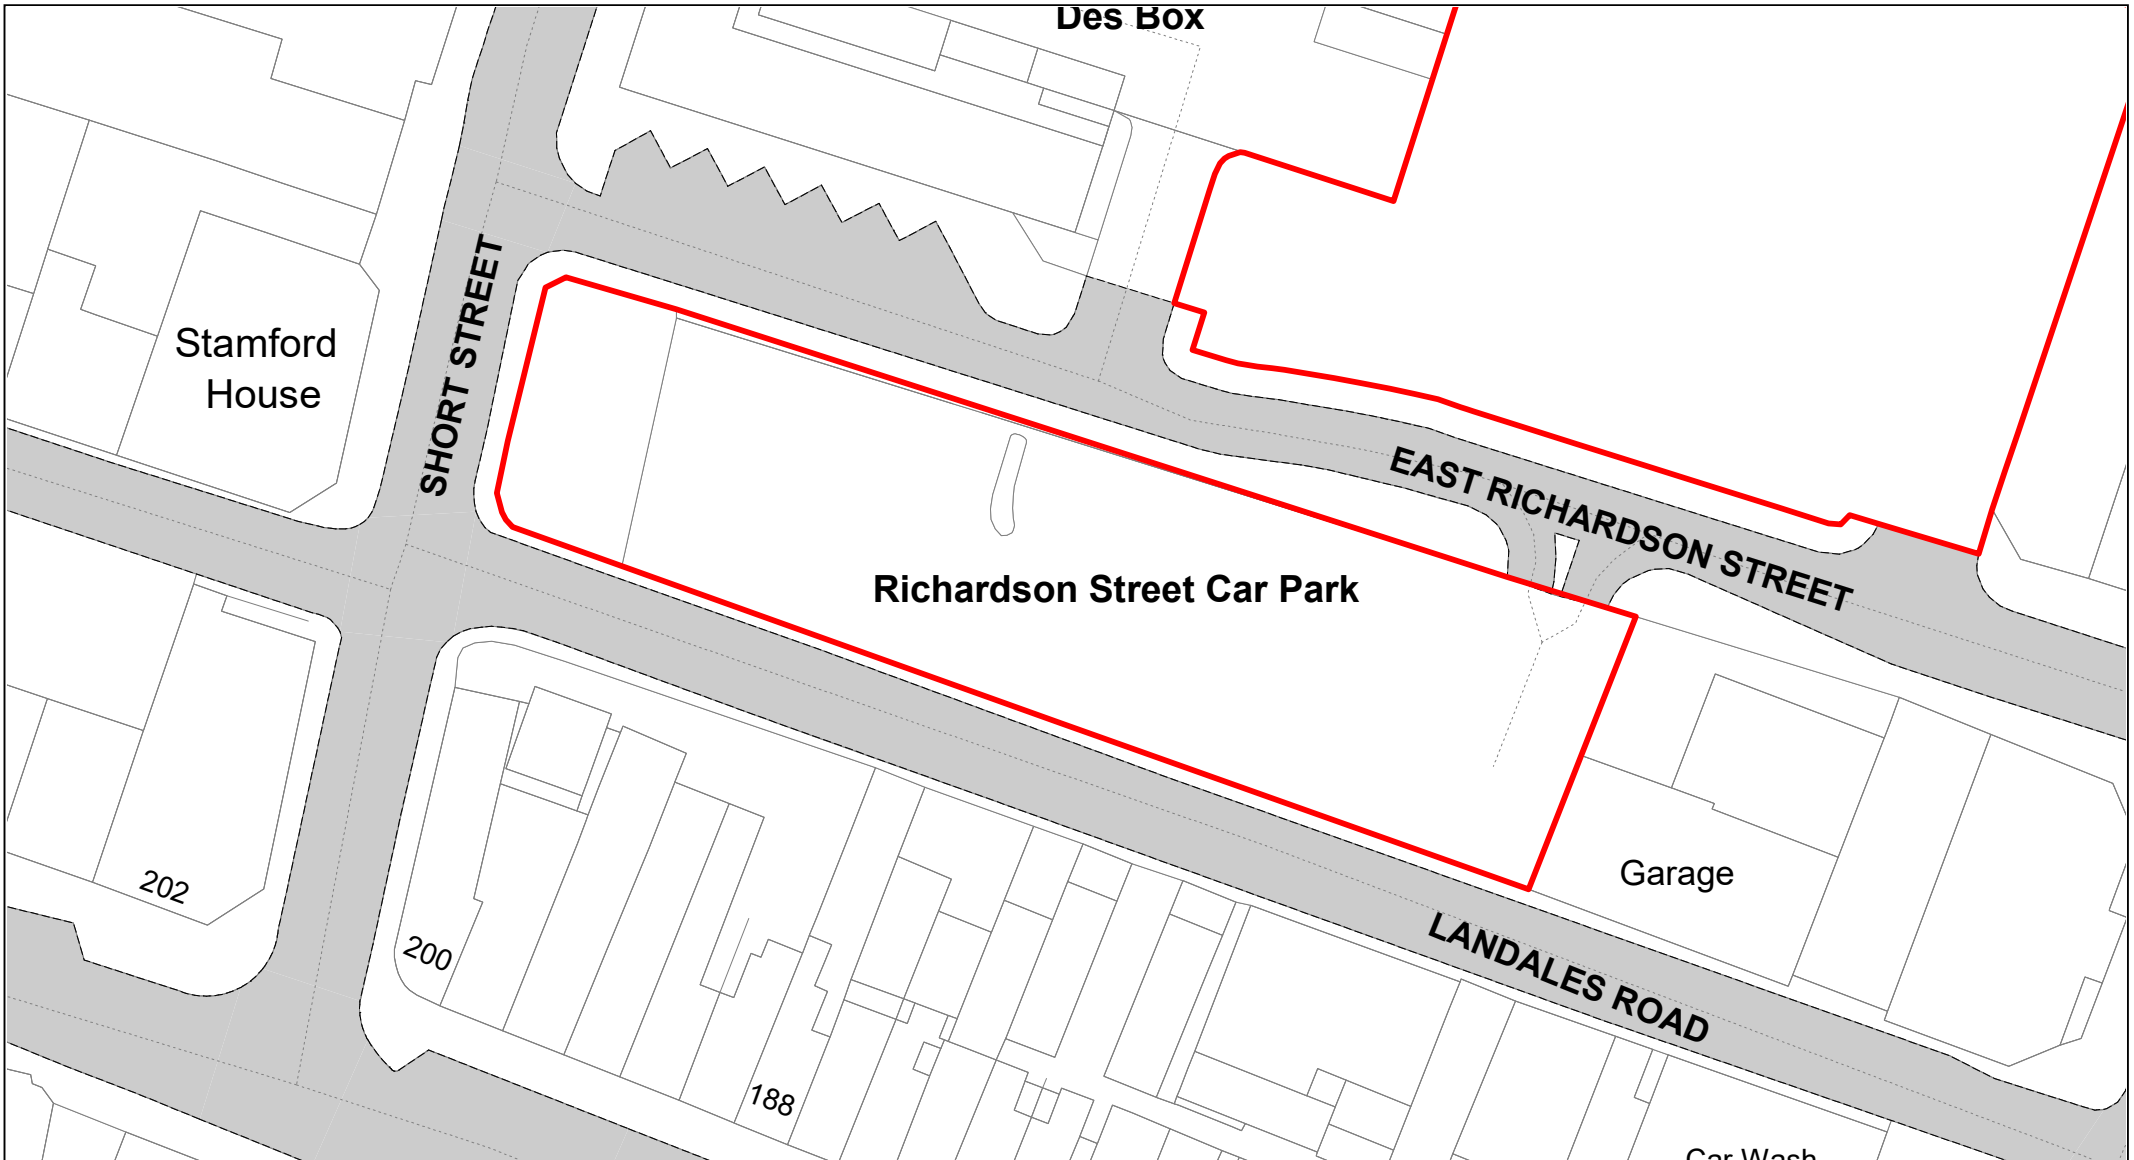 Des Box
Stamford
House
SHORT STREET
EAST RICHARDSON STREET
Richardson Street Car Park
Garage
202
200
LANDALES ROAD
188
Car Wash